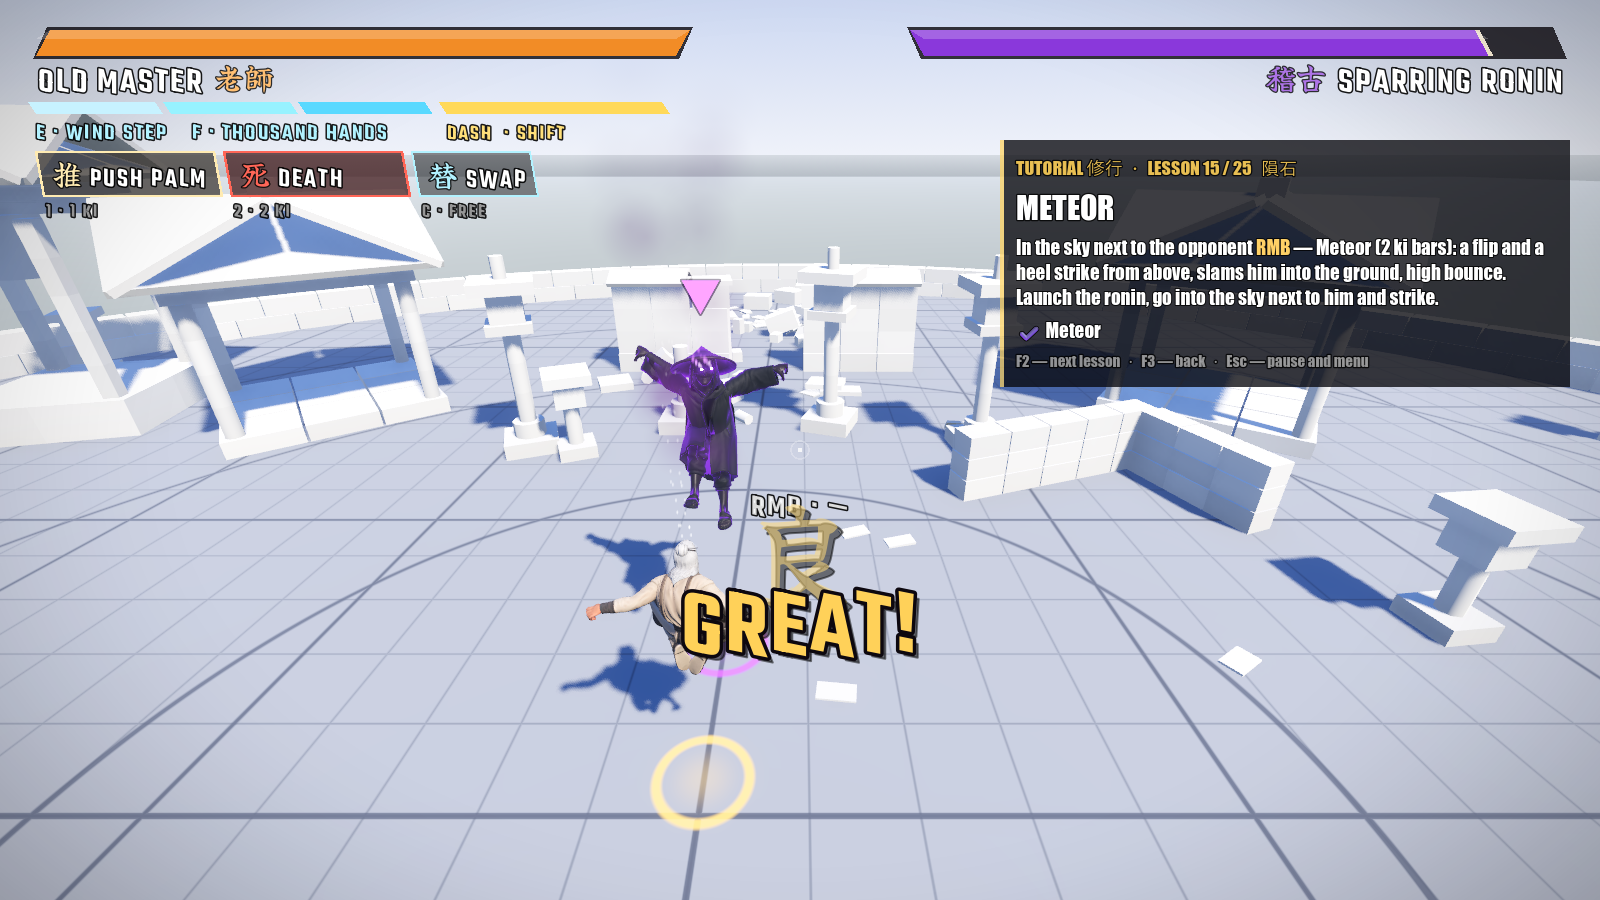 OLD MASTER 老師
稽古 SPARRING RONIN
E · WIND STEP F · THOUSAND HANDS DASH · SHIFT
推 PUSH PALM 死 DEATH 替 SWAP
1 · 1 KI 2 · 2 KI C · FREE
TUTORIAL 修行 · LESSON 15 / 25 隕石
METEOR
In the sky next to the opponent RMB — Meteor (2 ki bars): a flip and a
heel strike from above, slams him into the ground, high bounce.
Launch the ronin, go into the sky next to him and strike.
Meteor
F2 — next lesson · F3 — back · Esc — pause and menu
RMB · —
良
GREAT!